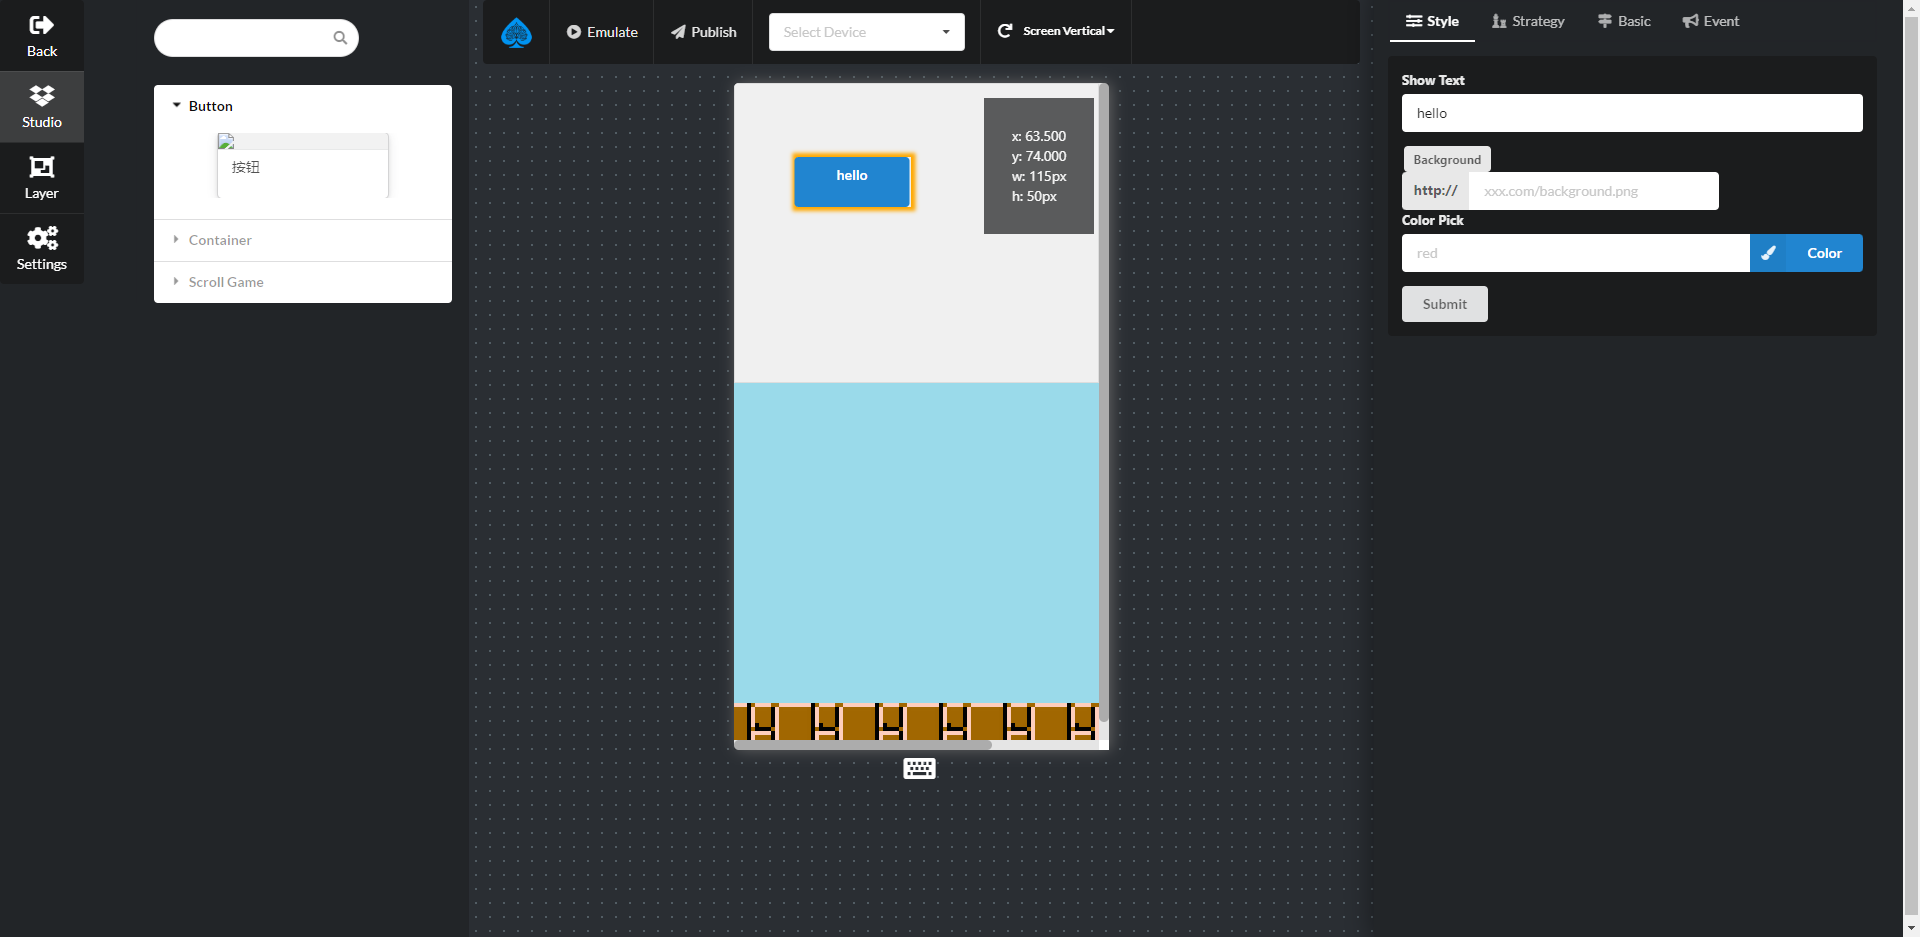 Back
Studio
Layer
Settings
Button
按钮
Container
Scroll Game
Emulate
Publish
Select Device
Screen Vertical
hello
x: 63.500
y: 74.000
w: 115px
h: 50px
Style
Strategy
Basic
Event
Show Text
hello
Background
http://
xxx.com/background.png
Color Pick
red
Color
Submit